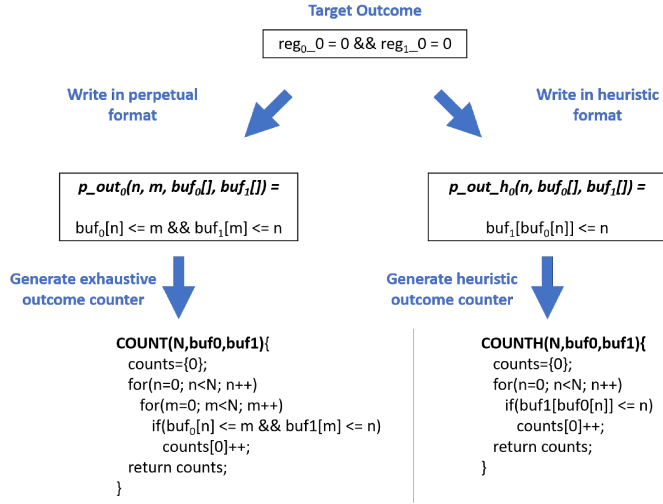 Target Outcome
reg₀_0 = 0 && reg₁_0 = 0
Write in perpetual
format
Write in heuristic
format
p_out₀(n, m, buf₀[], buf₁[]) =
buf₀[n] <= m && buf₁[m] <= n
p_out_h₀(n, buf₀[], buf₁[]) =
buf₁[buf₀[n]] <= n
Generate exhaustive
outcome counter
Generate heuristic
outcome counter
COUNT(N,buf0,buf1){
counts={0};
for(n=0; n<N; n++)
for(m=0; m<N; m++)
if(buf₀[n] <= m && buf1[m] <= n)
counts[0]++;
return counts;
}
COUNTH(N,buf0,buf1){
counts={0};
for(n=0; n<N; n++)
if(buf1[buf0[n]] <= n)
counts[0]++;
return counts;
}